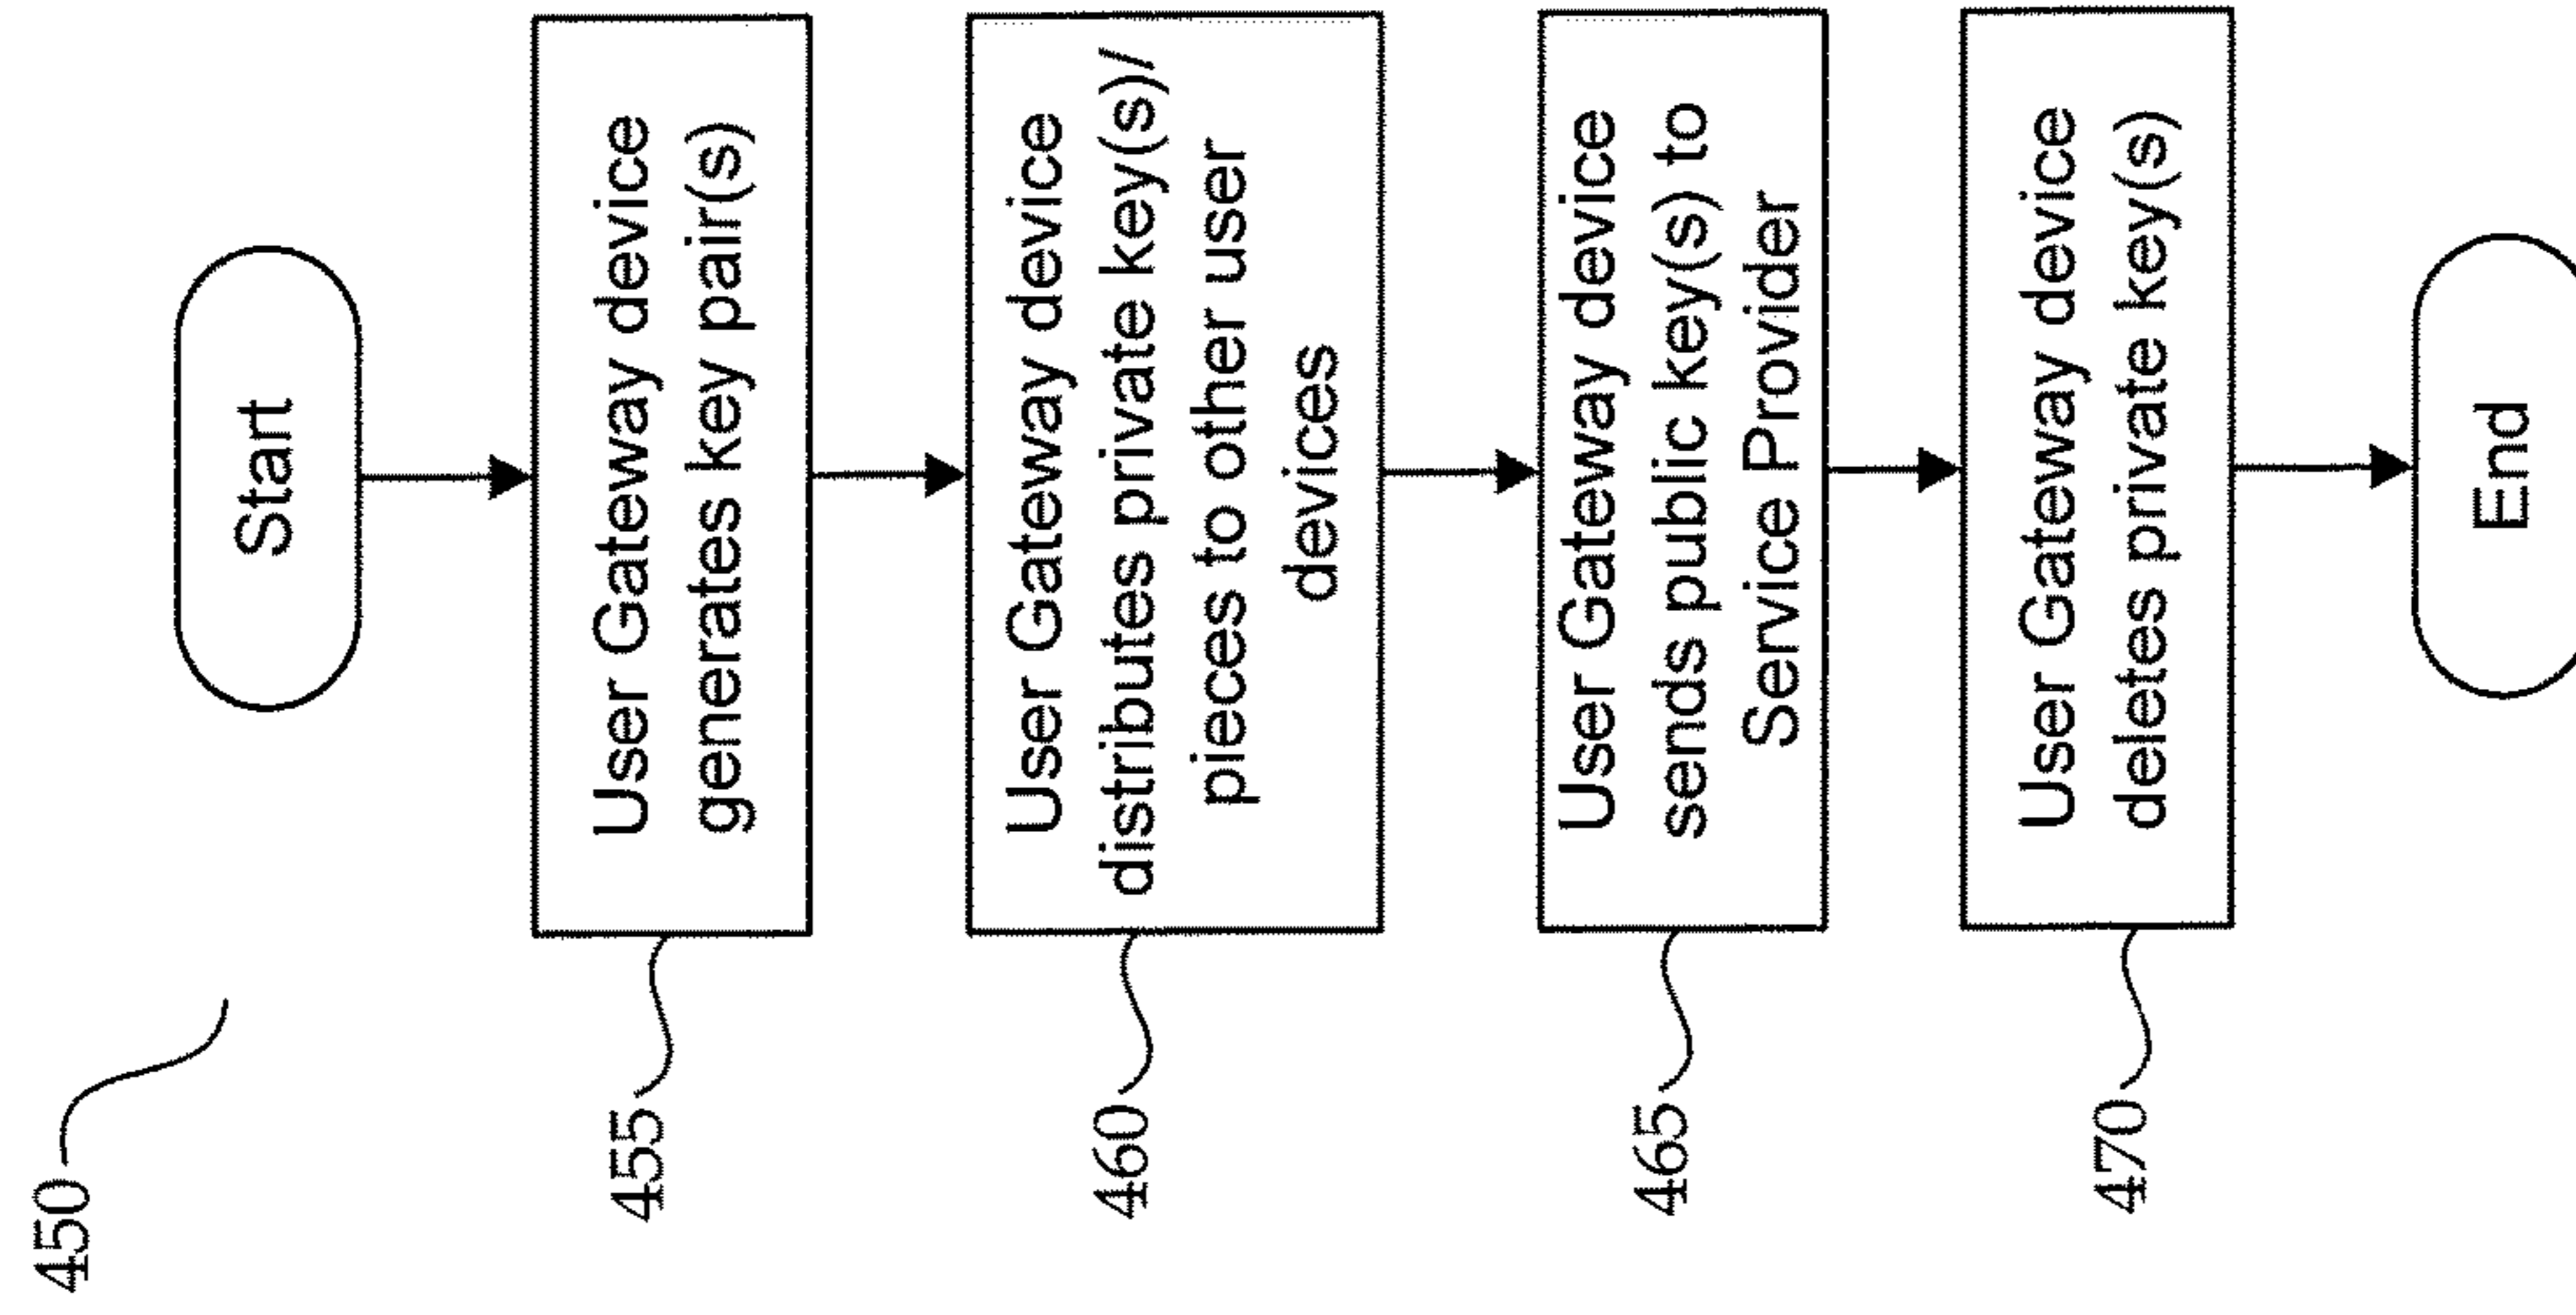 450
Start
455
User Gateway device
generates key pair(s)
460
User Gateway device
distributes private key(s)/
pieces to other user
devices
465
User Gateway device
sends public key(s) to
Service Provider
470
User Gateway device
deletes private key(s)
End